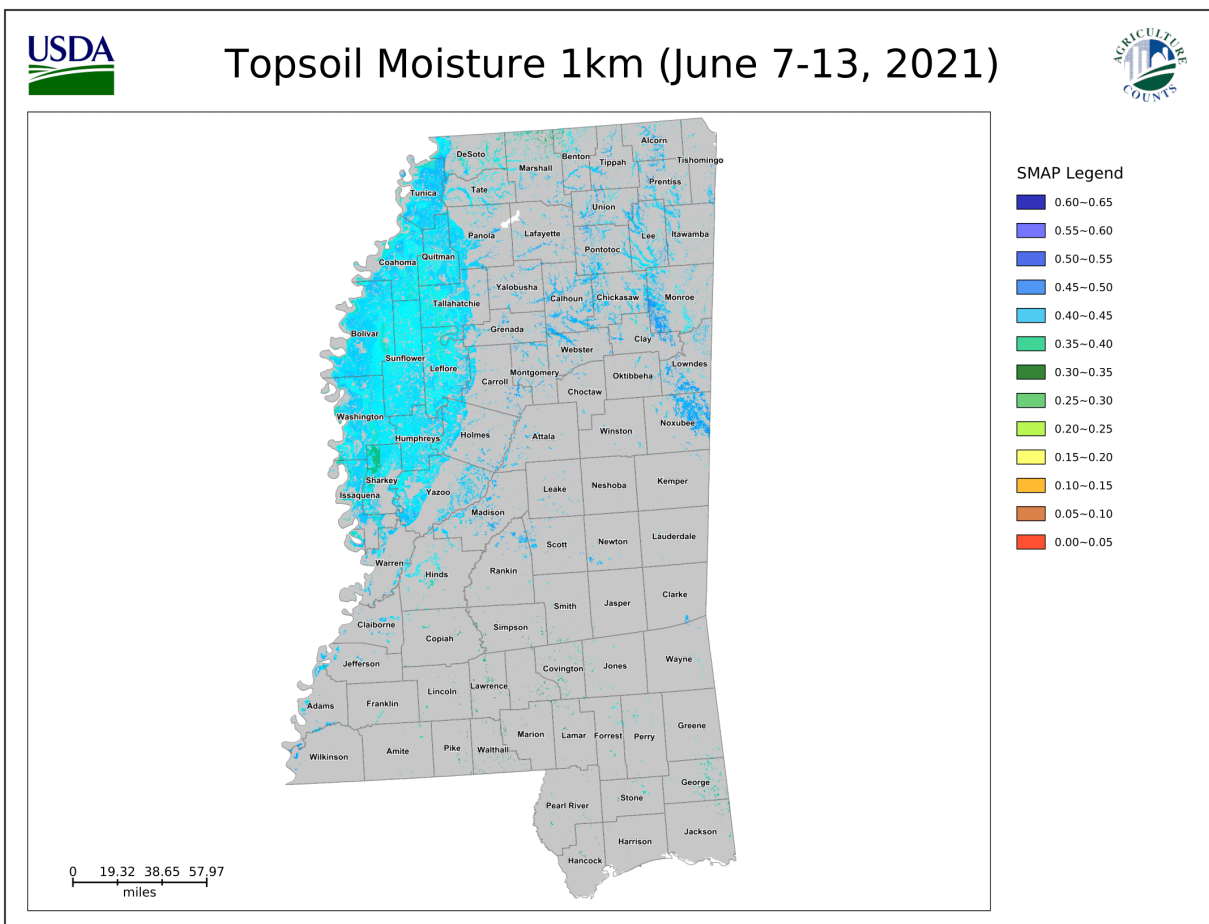 USDA
Topsoil Moisture 1km (June 7-13, 2021)
AGRICULTURE
COUNTS
SMAP Legend
0.60~0.65
0.55~0.60
0.50~0.55
0.45~0.50
0.40~0.45
0.35~0.40
0.30~0.35
0.25~0.30
0.20~0.25
0.15~0.20
0.10~0.15
0.05~0.10
0.00~0.05
Alcorn
DeSoto
Benton
Tippah
Tishomingo
Marshall
Prentiss
Tunica
Tate
Union
Panola
Lafayette
Lee
Itawamba
Pontotoc
Quitman
Coahoma
Yalobusha
Calhoun
Chickasaw
Monroe
Tallahatchie
Grenada
Bolivar
Clay
Webster
Sunflower
Lowndes
Leflore
Montgomery
Oktibbeha
Carroll
Choctaw
Washington
Noxubee
Humphreys
Holmes
Attala
Winston
Sharkey
Kemper
Neshoba
Issaquena
Yazoo
Leake
Madison
Lauderdale
Scott
Newton
Warren
Hinds
Rankin
Clarke
Smith
Jasper
Claiborne
Simpson
Copiah
Jefferson
Covington
Jones
Wayne
Lawrence
Lincoln
Adams
Franklin
Greene
Marion
Lamar
Forrest
Perry
Wilkinson
Amite
Pike
Walthall
George
Stone
Pearl River
Jackson
Harrison
Hancock
0 19.32 38.65 57.97
miles